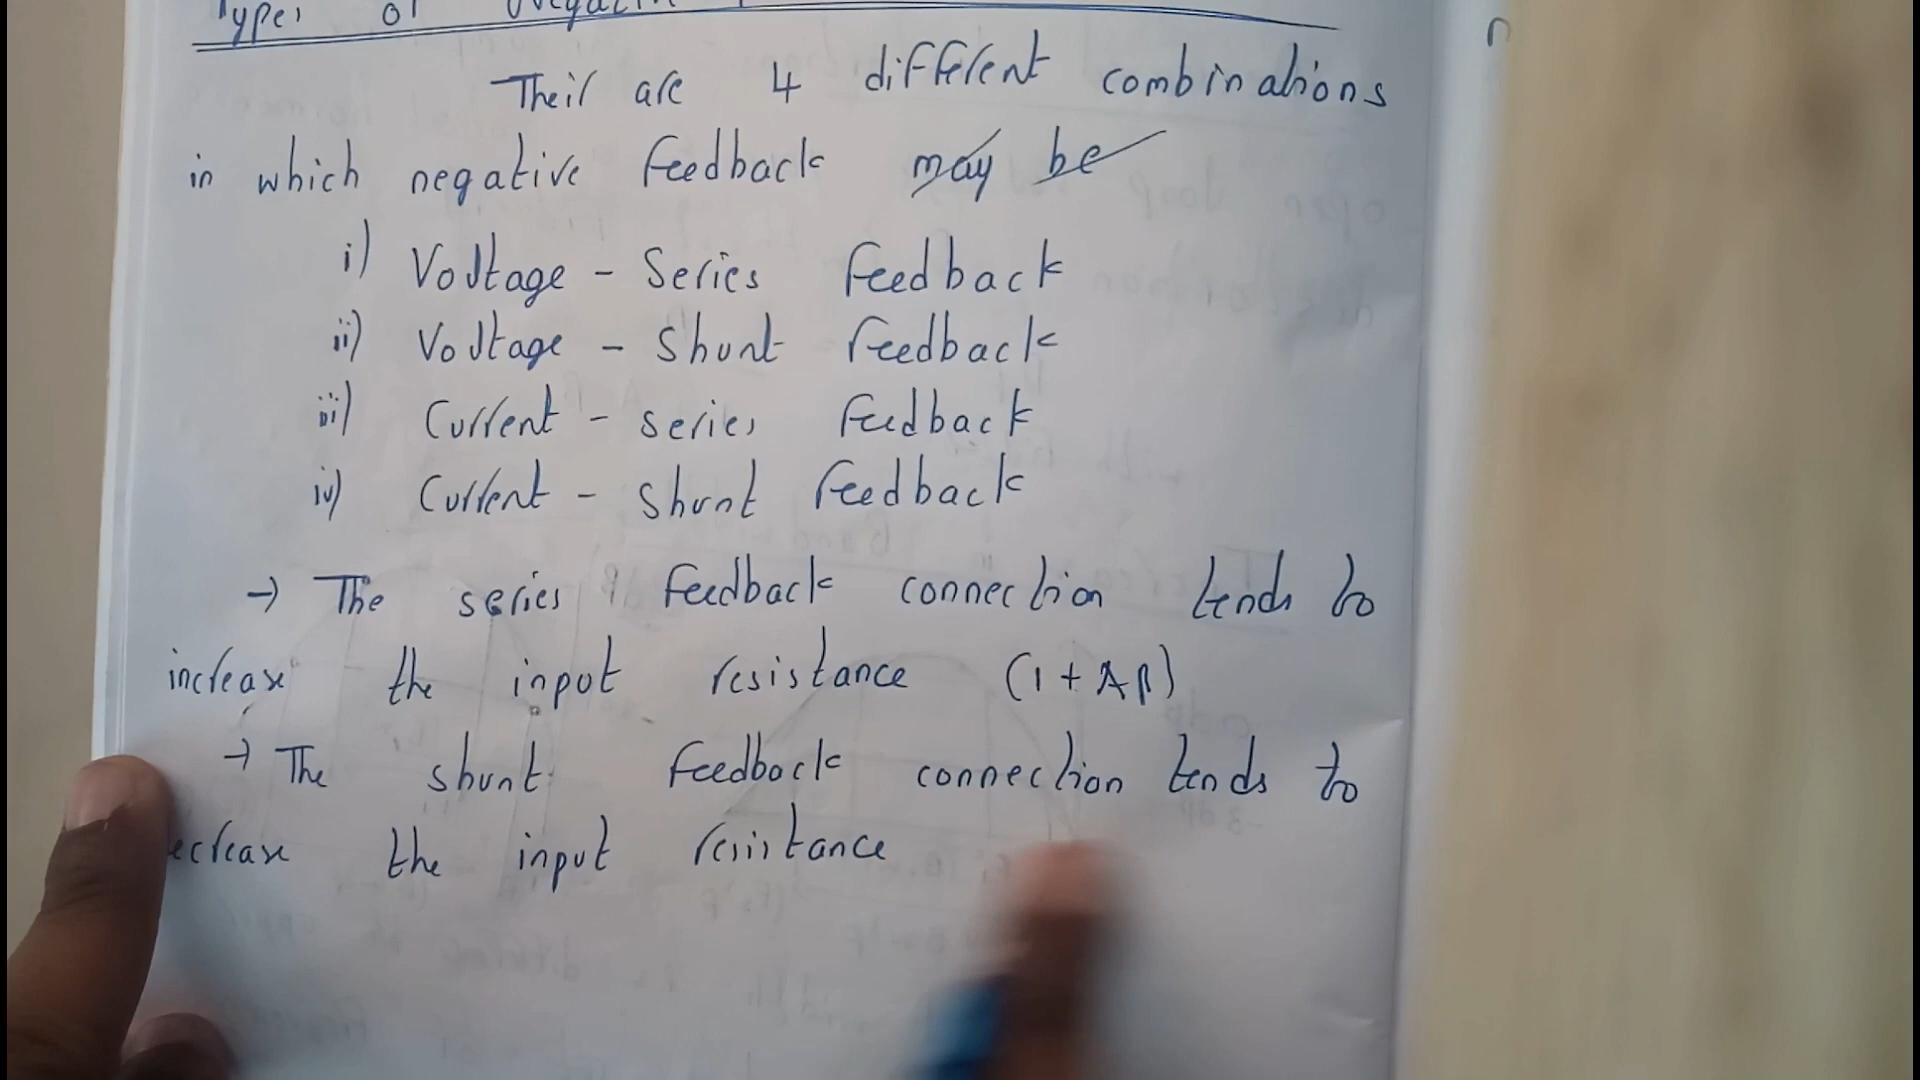 Types of
Their are 4 different combinations
in which negative feedback may be
i) Voltage - Series feedback
ii) Voltage - Shunt feedback
iii) Current - series feedback
iv) Current - Shunt feedback
→ The series feedback connection tends to
increase the input resistance (1 + Aβ)
→ The shunt feedback connection tends to
ecrease the input resistance